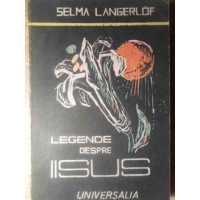 SELMA LANGERLÖF
LEGENDE
DESPRE
IISUS
UNIVERSALIA